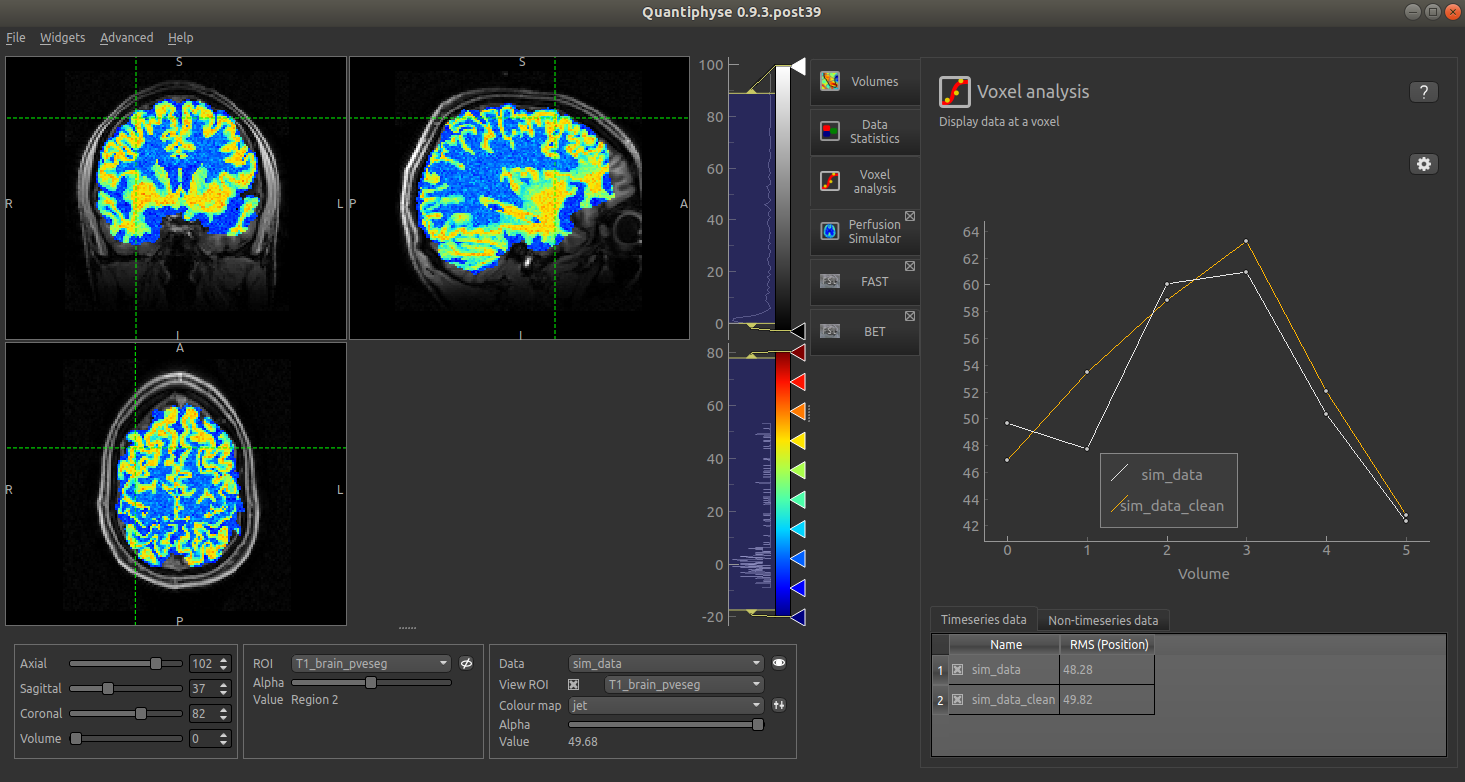 Quantiphyse 0.9.3.post39
File Widgets Advanced Help
S
R
L
I
S
P
A
I
A
R
L
P
100
80
60
40
20
0
80
60
40
20
0
-20
Volumes
Data
Statistics
Voxel
analysis
Perfusion
Simulator
FSL FAST
FSL BET
Voxel analysis
?
Display data at a voxel
64
62
60
58
56
54
52
50
48
46
44
42
0 1 2 3 4 5
Volume
sim_data
sim_data_clean
Timeseries data Non-timeseries data
Name RMS (Position)
1 sim_data 48.28
2 sim_data_clean 49.82
Axial 102
Sagittal 37
Coronal 82
Volume 0
ROI T1_brain_pveseg
Alpha
Value Region 2
Data sim_data
View ROI T1_brain_pveseg
Colour map jet
Alpha
Value 49.68